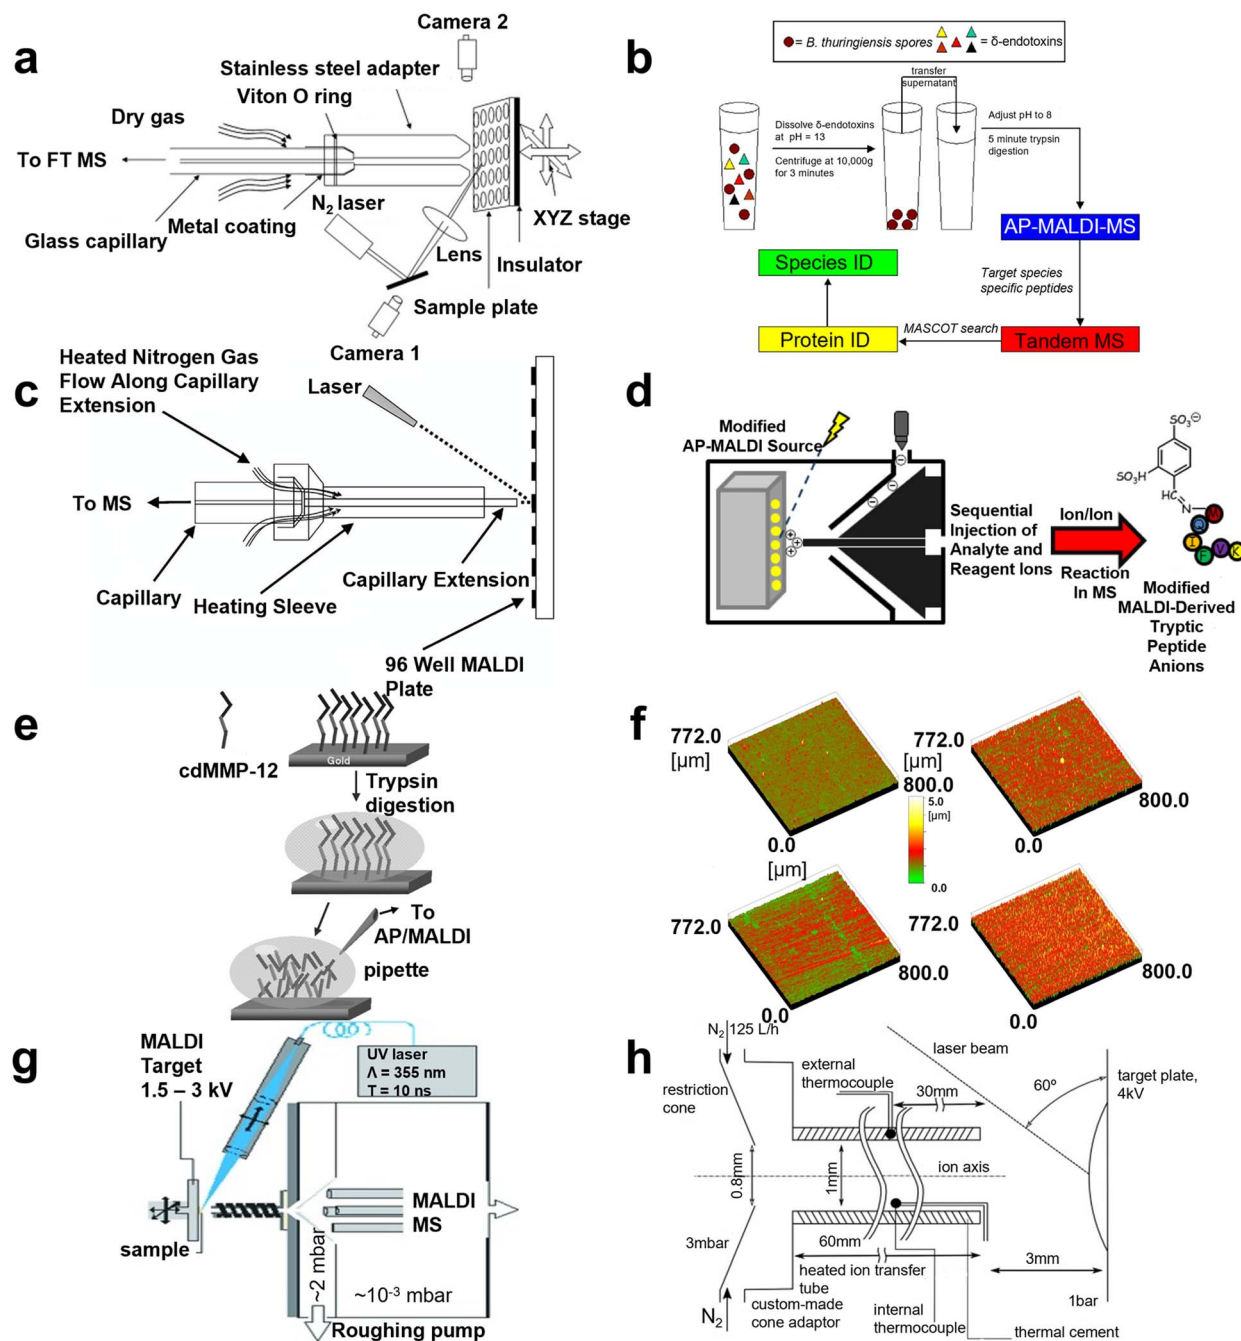 a
Camera 2
Stainless steel adapter
Viton O ring
Dry gas
To FT MS
N2 laser
Metal coating
Glass capillary
Lens
XYZ stage
Insulator
Sample plate
Camera 1
b
= B. thuringiensis spores
= δ-endotoxins
transfer
supernatant
Dissolve δ-endotoxins
at pH = 13
Centrifuge at 10,000g
for 3 minutes
Adjust pH to 8
5 minute trypsin
digestion
AP-MALDI-MS
Target species
specific peptides
Tandem MS
MASCOT search
Protein ID
Species ID
c
Heated Nitrogen Gas
Flow Along Capillary
Extension
Laser
To MS
Capillary
Heating Sleeve
Capillary Extension
96 Well MALDI
Plate
d
Modified
AP-MALDI Source
Sequential
Injection of
Analyte and
Reagent Ions
Ion/Ion
Reaction
In MS
SO3⊖
SO3H
HC
N
W
Q
I
F
V
K
Modified
MALDI-Derived
Tryptic
Peptide
Anions
e
cdMMP-12
Gold
Trypsin
digestion
To
AP/MALDI
pipette
f
772.0
[µm]
800.0
0.0
[µm]
5.0
[µm]
0.0
772.0
[µm]
800.0
0.0
772.0
800.0
0.0
772.0
800.0
0.0
g
MALDI
Target
1.5 – 3 kV
UV laser
Λ = 355 nm
T = 10 ns
sample
MALDI
MS
~2 mbar
~10-3 mbar
Roughing pump
h
N2 125 L/h
restriction
cone
external
thermocouple
laser beam
30mm
60º
target plate,
4kV
0.8mm
1mm
ion axis
3mbar
60mm
heated ion transfer
tube
3mm
1bar
N2
custom-made
cone adaptor
internal
thermocouple
thermal cement